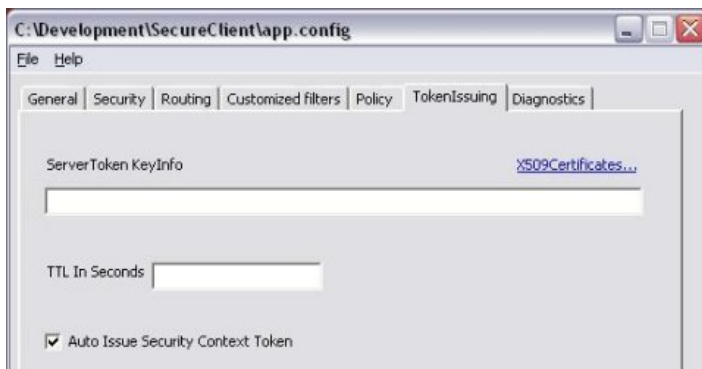 C:\Development\SecureClient\app.config
File Help
General Security Routing Customized filters Policy TokenIssuing Diagnostics
ServerToken KeyInfo X509Certificates...
TTL In Seconds
Auto Issue Security Context Token